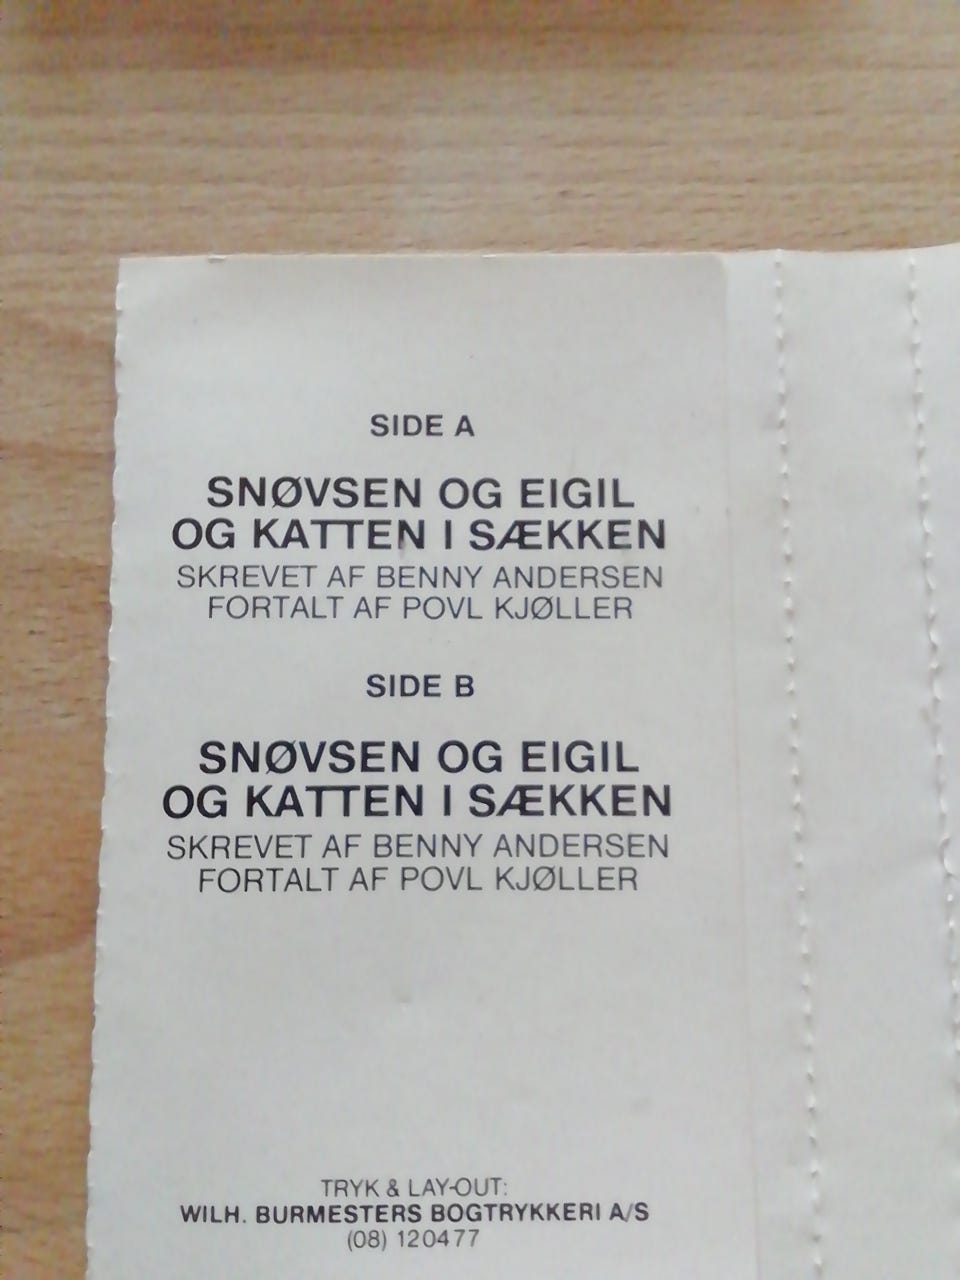 SIDE A
SNØVSEN OG EIGIL
OG KATTEN I SÆKKEN
SKREVET AF BENNY ANDERSEN
FORTALT AF POVL KJØLLER
SIDE B
SNØVSEN OG EIGIL
OG KATTEN I SÆKKEN
SKREVET AF BENNY ANDERSEN
FORTALT AF POVL KJØLLER
TRYK & LAY-OUT:
WILH. BURMESTERS BOGTRYKKERI A/S
(08) 120477